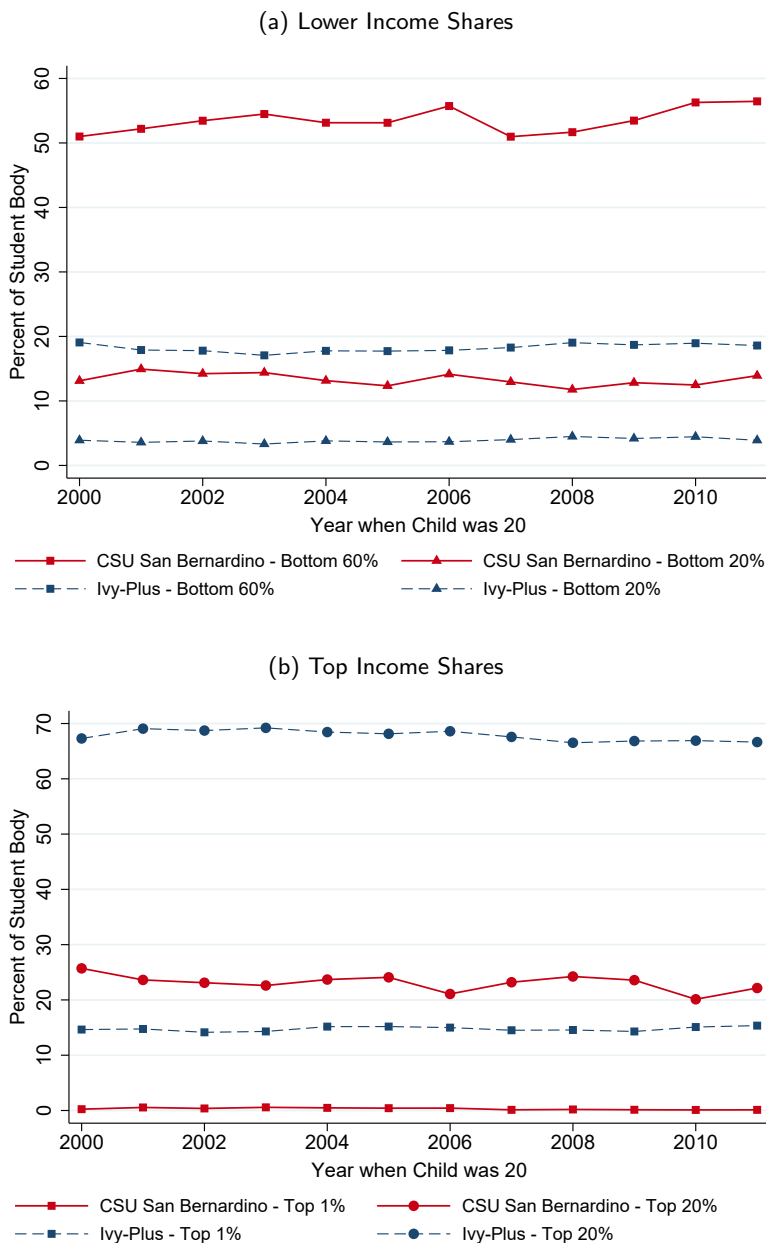 (a) Lower Income Shares
60
50
40
30
20
10
0
Percent of Student Body
2000 2002 2004 2006 2008 2010
Year when Child was 20
CSU San Bernardino - Bottom 60% CSU San Bernardino - Bottom 20%
Ivy-Plus - Bottom 60% Ivy-Plus - Bottom 20%
(b) Top Income Shares
70
60
50
40
30
20
10
0
Percent of Student Body
2000 2002 2004 2006 2008 2010
Year when Child was 20
CSU San Bernardino - Top 1% CSU San Bernardino - Top 20%
Ivy-Plus - Top 1% Ivy-Plus - Top 20%